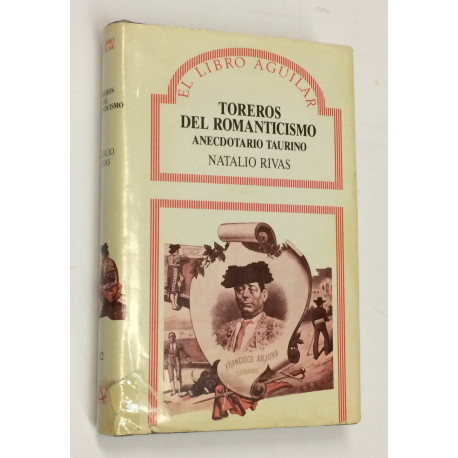 EL LIBRO AGUILAR
TOREROS
DEL ROMANTICISMO
ANECDOTARIO TAURINO
NATALIO RIVAS
FRANCISCO ARJONA